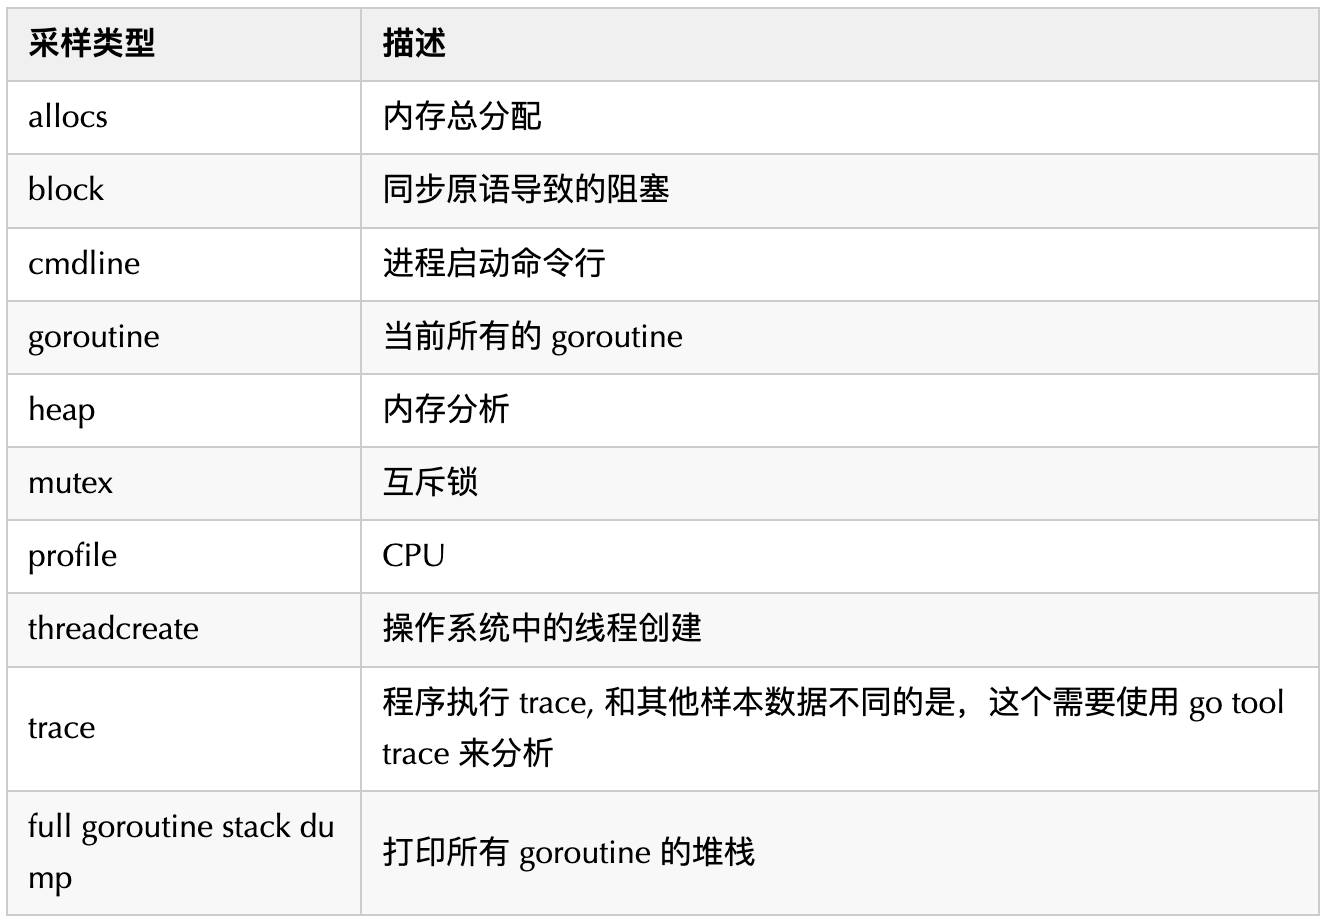 采样类型 描述
allocs 内存总分配
block 同步原语导致的阻塞
cmdline 进程启动命令行
goroutine 当前所有的 goroutine
heap 内存分析
mutex 互斥锁
profile CPU
threadcreate 操作系统中的线程创建
trace 程序执行 trace, 和其他样本数据不同的是，这个需要使用 go tool
trace 来分析
full goroutine stack du
mp 打印所有 goroutine 的堆栈